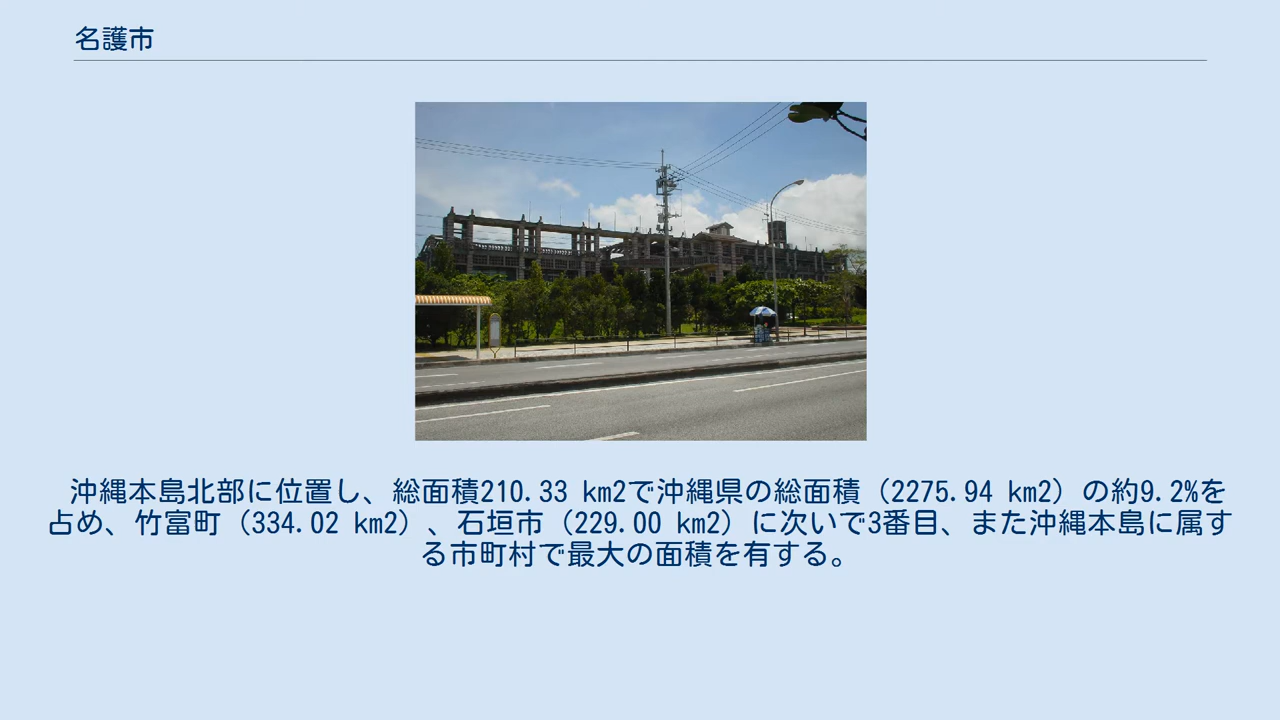 名護市
沖縄本島北部に位置し、総面積210.33 km2で沖縄県の総面積（2275.94 km2）の約9.2%を
占め、竹富町（334.02 km2）、石垣市（229.00 km2）に次いで3番目、また沖縄本島に属す
る市町村で最大の面積を有する。